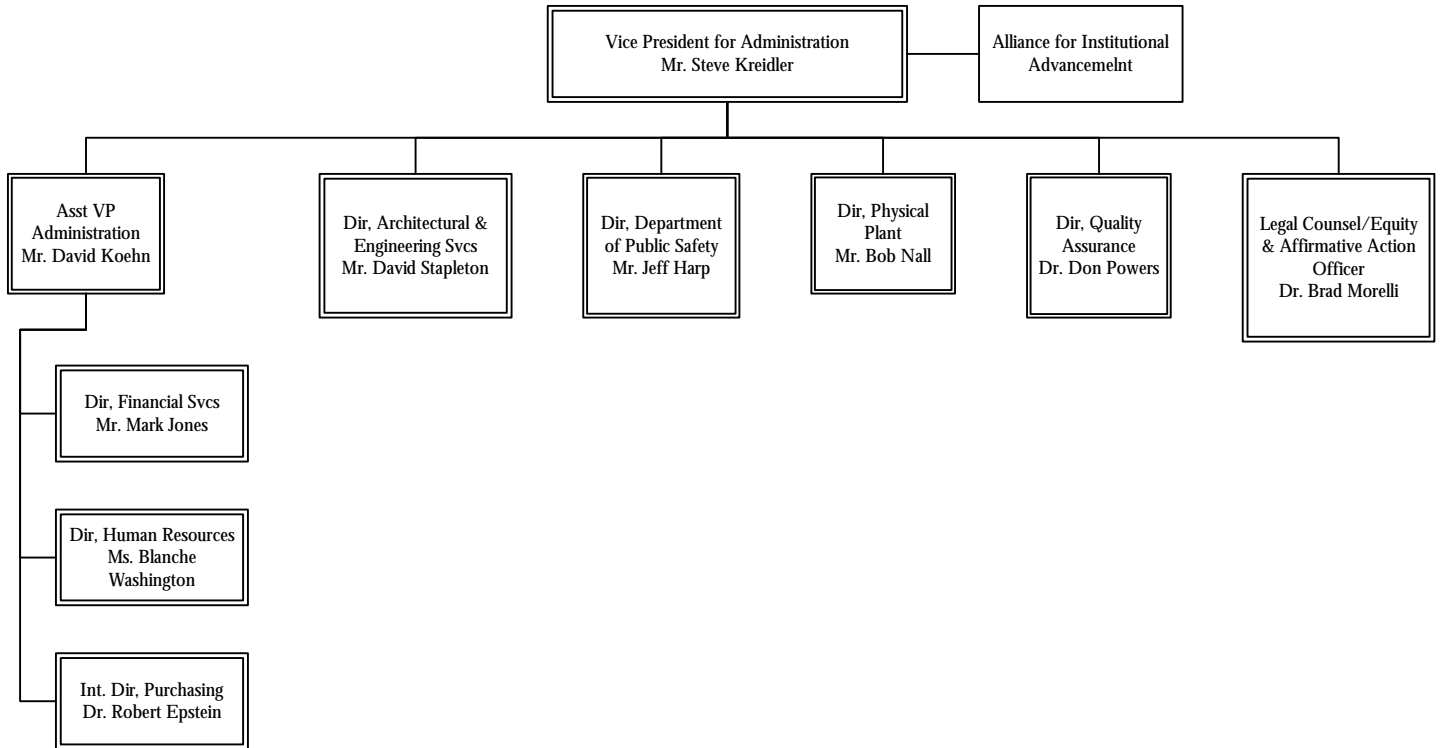 Vice President for Administration
Mr. Steve Kreidler
Alliance for Institutional
Advancemelnt
Asst VP
Administration
Mr. David Koehn
Dir, Architectural &
Engineering Svcs
Mr. David Stapleton
Dir, Department
of Public Safety
Mr. Jeff Harp
Dir, Physical
Plant
Mr. Bob Nall
Dir, Quality
Assurance
Dr. Don Powers
Legal Counsel/Equity
& Affirmative Action
Officer
Dr. Brad Morelli
Dir, Financial Svcs
Mr. Mark Jones
Dir, Human Resources
Ms. Blanche
Washington
Int. Dir, Purchasing
Dr. Robert Epstein